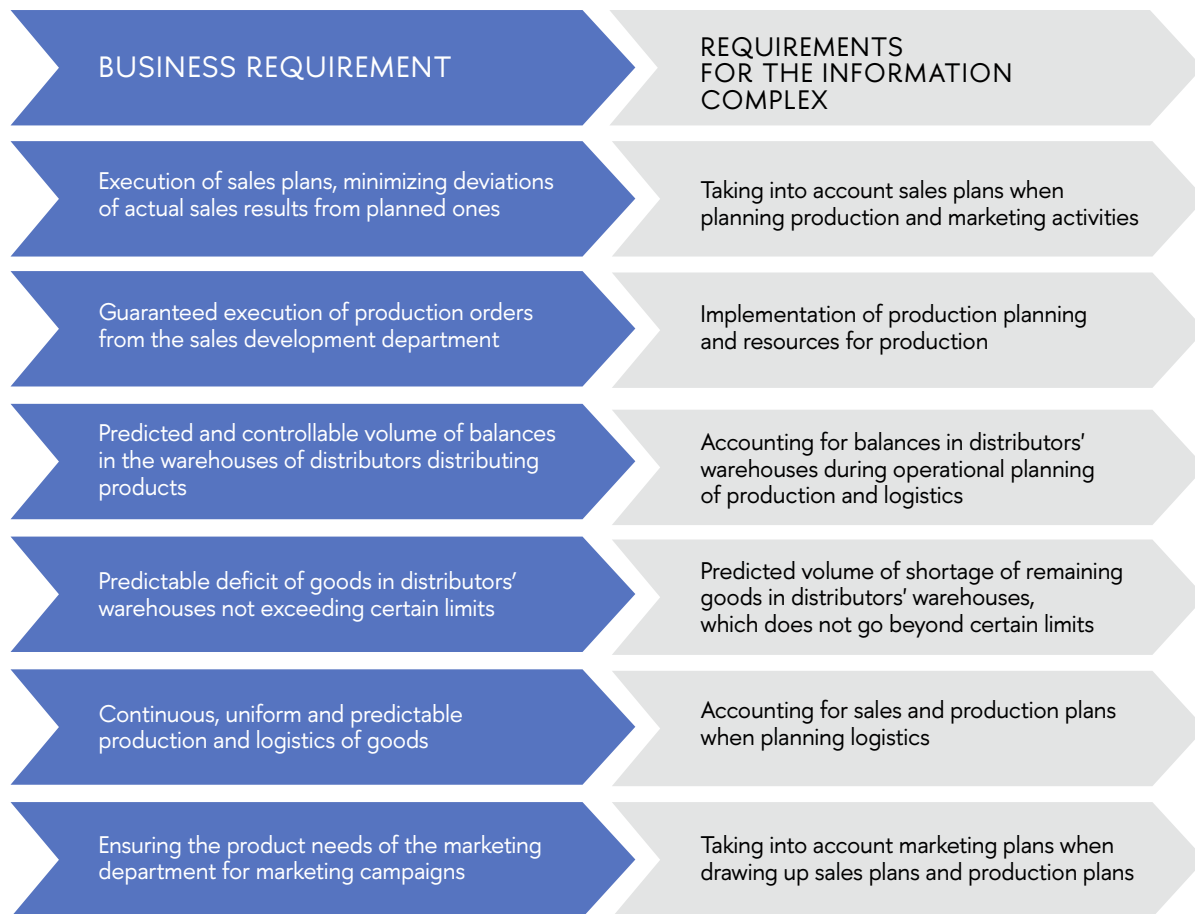 BUSINESS REQUIREMENT
REQUIREMENTS
FOR THE INFORMATION
COMPLEX
Execution of sales plans, minimizing deviations
of actual sales results from planned ones
Taking into account sales plans when
planning production and marketing activities
Guaranteed execution of production orders
from the sales development department
Implementation of production planning
and resources for production
Predicted and controllable volume of balances
in the warehouses of distributors distributing
products
Accounting for balances in distributors’
warehouses during operational planning
of production and logistics
Predictable deficit of goods in distributors’
warehouses not exceeding certain limits
Predicted volume of shortage of remaining
goods in distributors’ warehouses,
which does not go beyond certain limits
Continuous, uniform and predictable
production and logistics of goods
Accounting for sales and production plans
when planning logistics
Ensuring the product needs of the marketing
department for marketing campaigns
Taking into account marketing plans when
drawing up sales plans and production plans